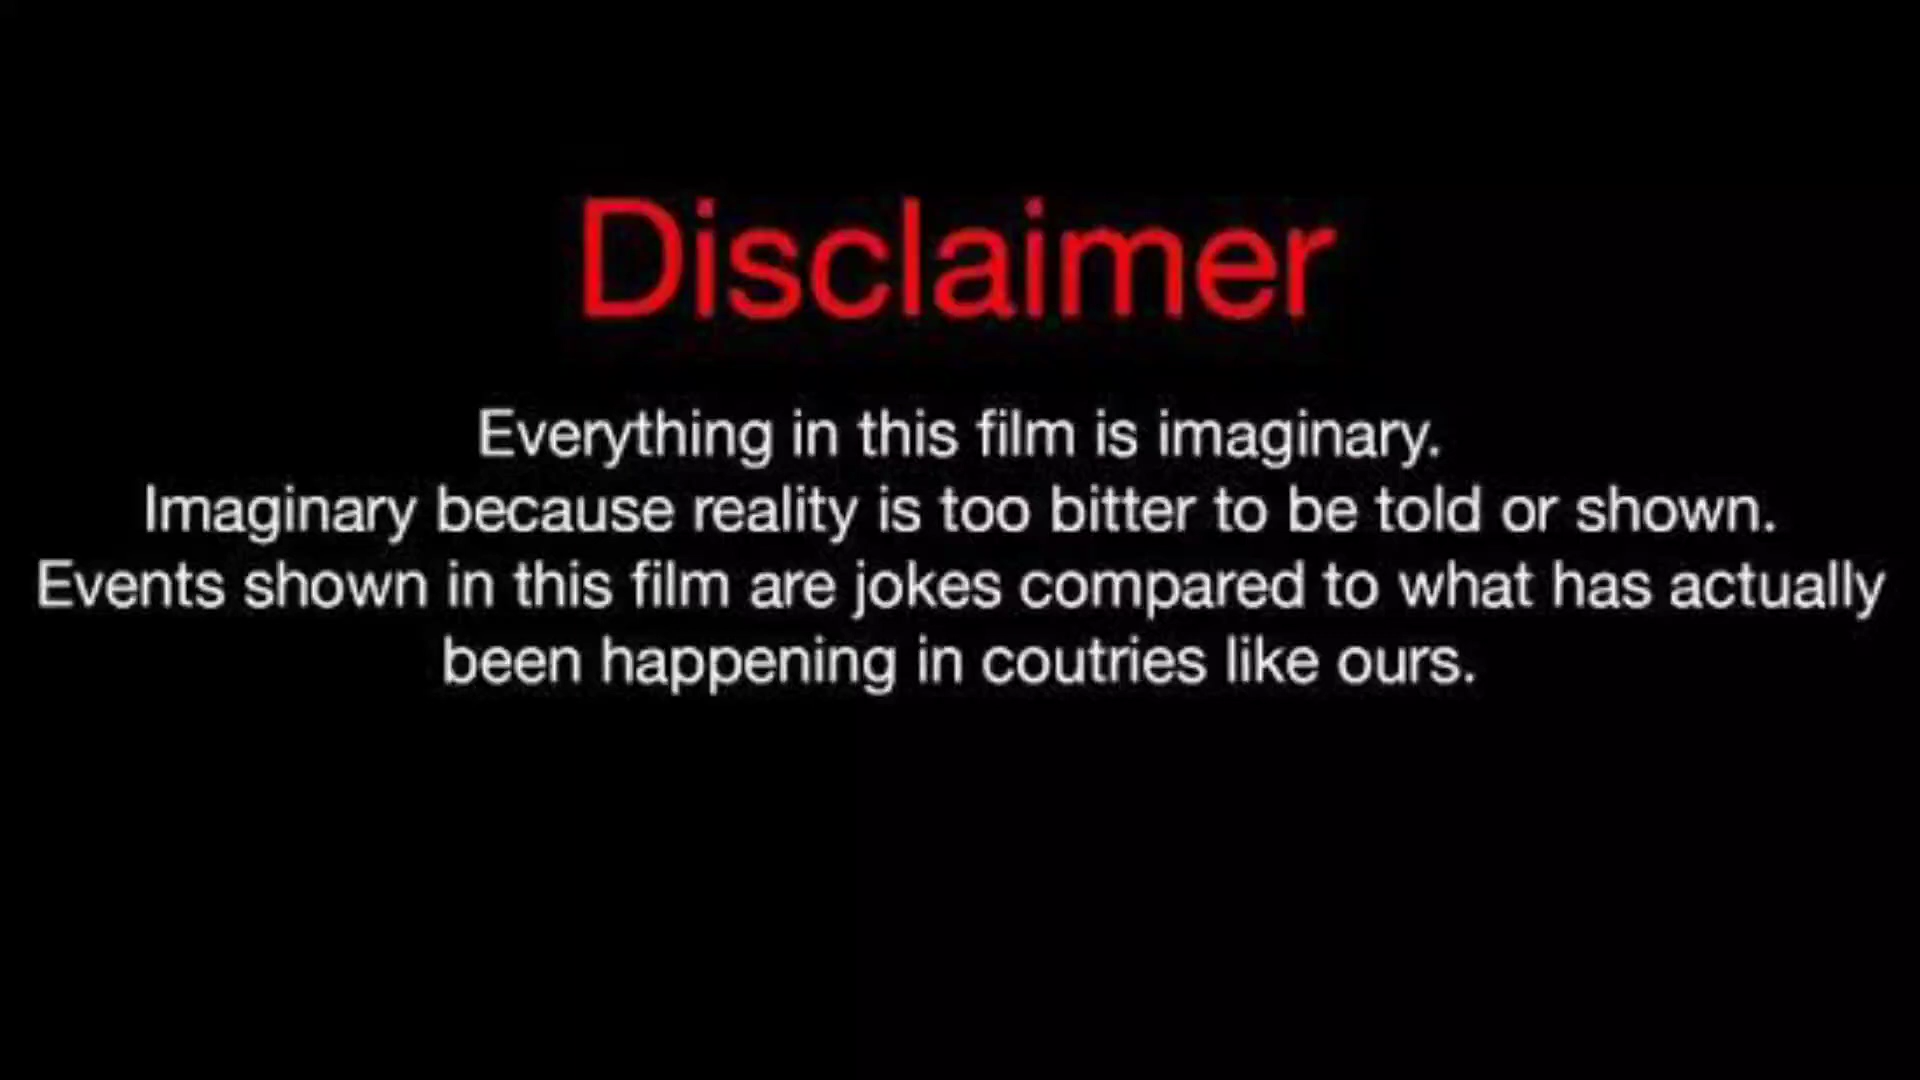 Disclaimer
Everything in this film is imaginary.
Imaginary because reality is too bitter to be told or shown.
Events shown in this film are jokes compared to what has actually
been happening in coutries like ours.